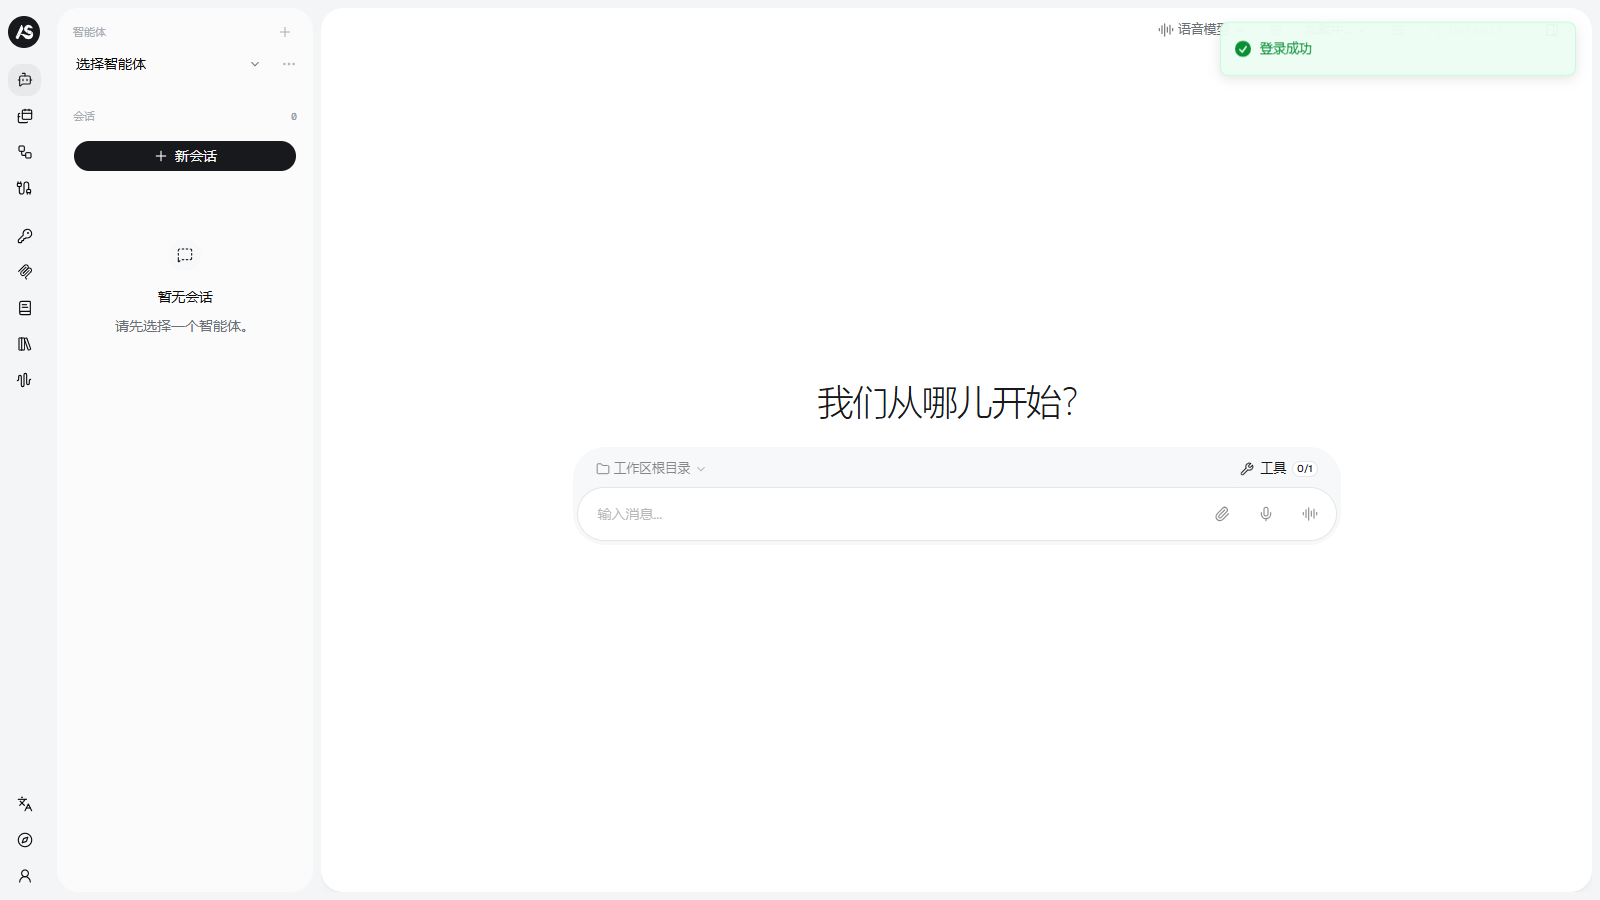 AS
智能体
选择智能体
会话
0
新会话
暂无会话
请先选择一个智能体。
语音模型
登录成功
我们从哪儿开始？
工作区根目录
工具
0/1
输入消息...